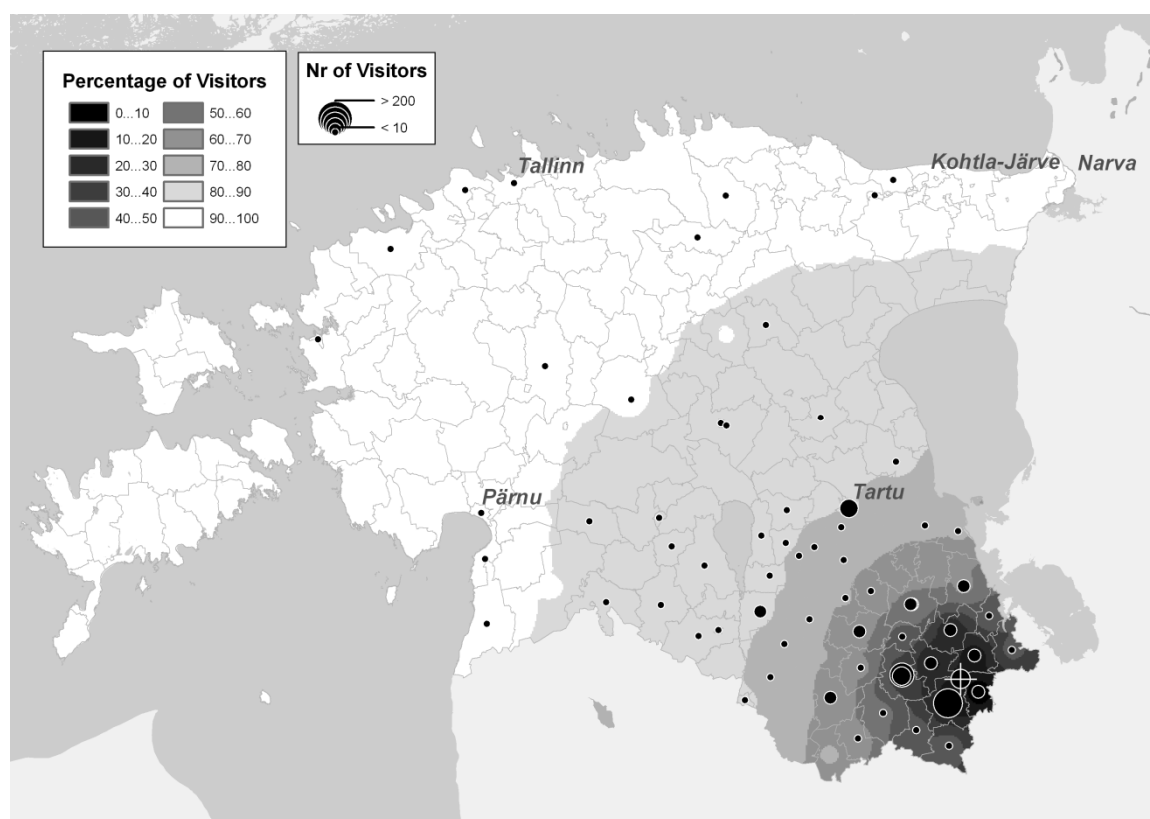 Percentage of Visitors
0...10 50...60
10...20 60...70
20...30 70...80
30...40 80...90
40...50 90...100
Nr of Visitors
> 200
< 10
Tallinn
Kohtla-Järve Narva
Pärnu
Tartu